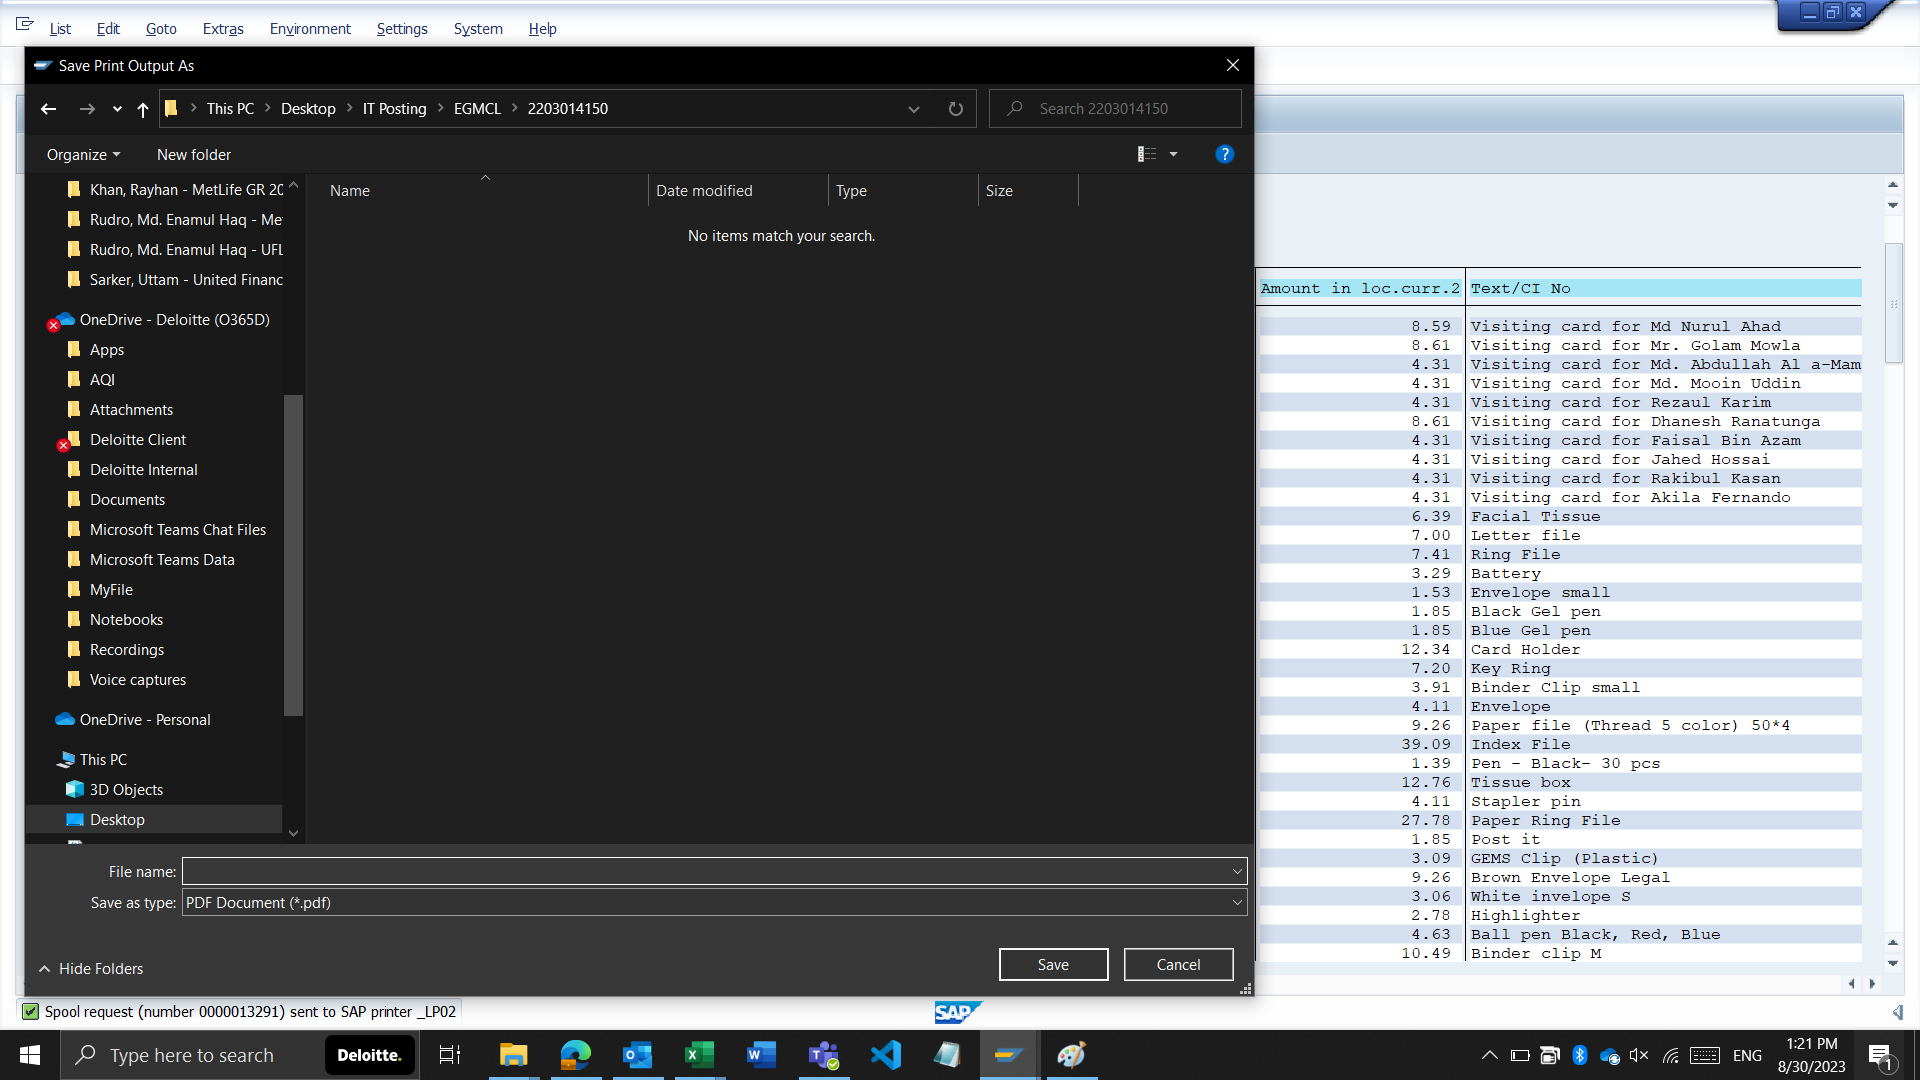 List Edit Goto Extras Environment Settings System Help
Save Print Output As
This PC Desktop IT Posting EGMCL 2203014150
Search 2203014150
Organize New folder
Khan, Rayhan - MetLife GR 20
Rudro, Md. Enamul Haq - Me
Rudro, Md. Enamul Haq - UFL
Sarker, Uttam - United Financ
OneDrive - Deloitte (O365D)
Apps
AQI
Attachments
Deloitte Client
Deloitte Internal
Documents
Microsoft Teams Chat Files
Microsoft Teams Data
MyFile
Notebooks
Recordings
Voice captures
OneDrive - Personal
This PC
3D Objects
Desktop
Name Date modified Type Size
No items match your search.
File name:
Save as type: PDF Document (*.pdf)
Hide Folders
Save Cancel
Amount in loc.curr.2 Text/CI No
8.59 Visiting card for Md Nurul Ahad
8.61 Visiting card for Mr. Golam Mowla
4.31 Visiting card for Md. Abdullah Al a-Mam
4.31 Visiting card for Md. Mooin Uddin
4.31 Visiting card for Rezaul Karim
8.61 Visiting card for Dhanesh Ranatunga
4.31 Visiting card for Faisal Bin Azam
4.31 Visiting card for Jahed Hossai
4.31 Visiting card for Rakibul Kasan
4.31 Visiting card for Akila Fernando
6.39 Facial Tissue
7.00 Letter file
7.41 Ring File
3.29 Battery
1.53 Envelope small
1.85 Black Gel pen
1.85 Blue Gel pen
12.34 Card Holder
7.20 Key Ring
3.91 Binder Clip small
4.11 Envelope
9.26 Paper file (Thread 5 color) 50*4
39.09 Index File
1.39 Pen - Black- 30 pcs
12.76 Tissue box
4.11 Stapler pin
27.78 Paper Ring File
1.85 Post it
3.09 GEMS Clip (Plastic)
9.26 Brown Envelope Legal
3.06 White invelope S
2.78 Highlighter
4.63 Ball pen Black, Red, Blue
10.49 Binder clip M
Spool request (number 0000013291) sent to SAP printer _LP02
SAP
Type here to search
Deloitte.
ENG
1:21 PM
8/30/2023
1